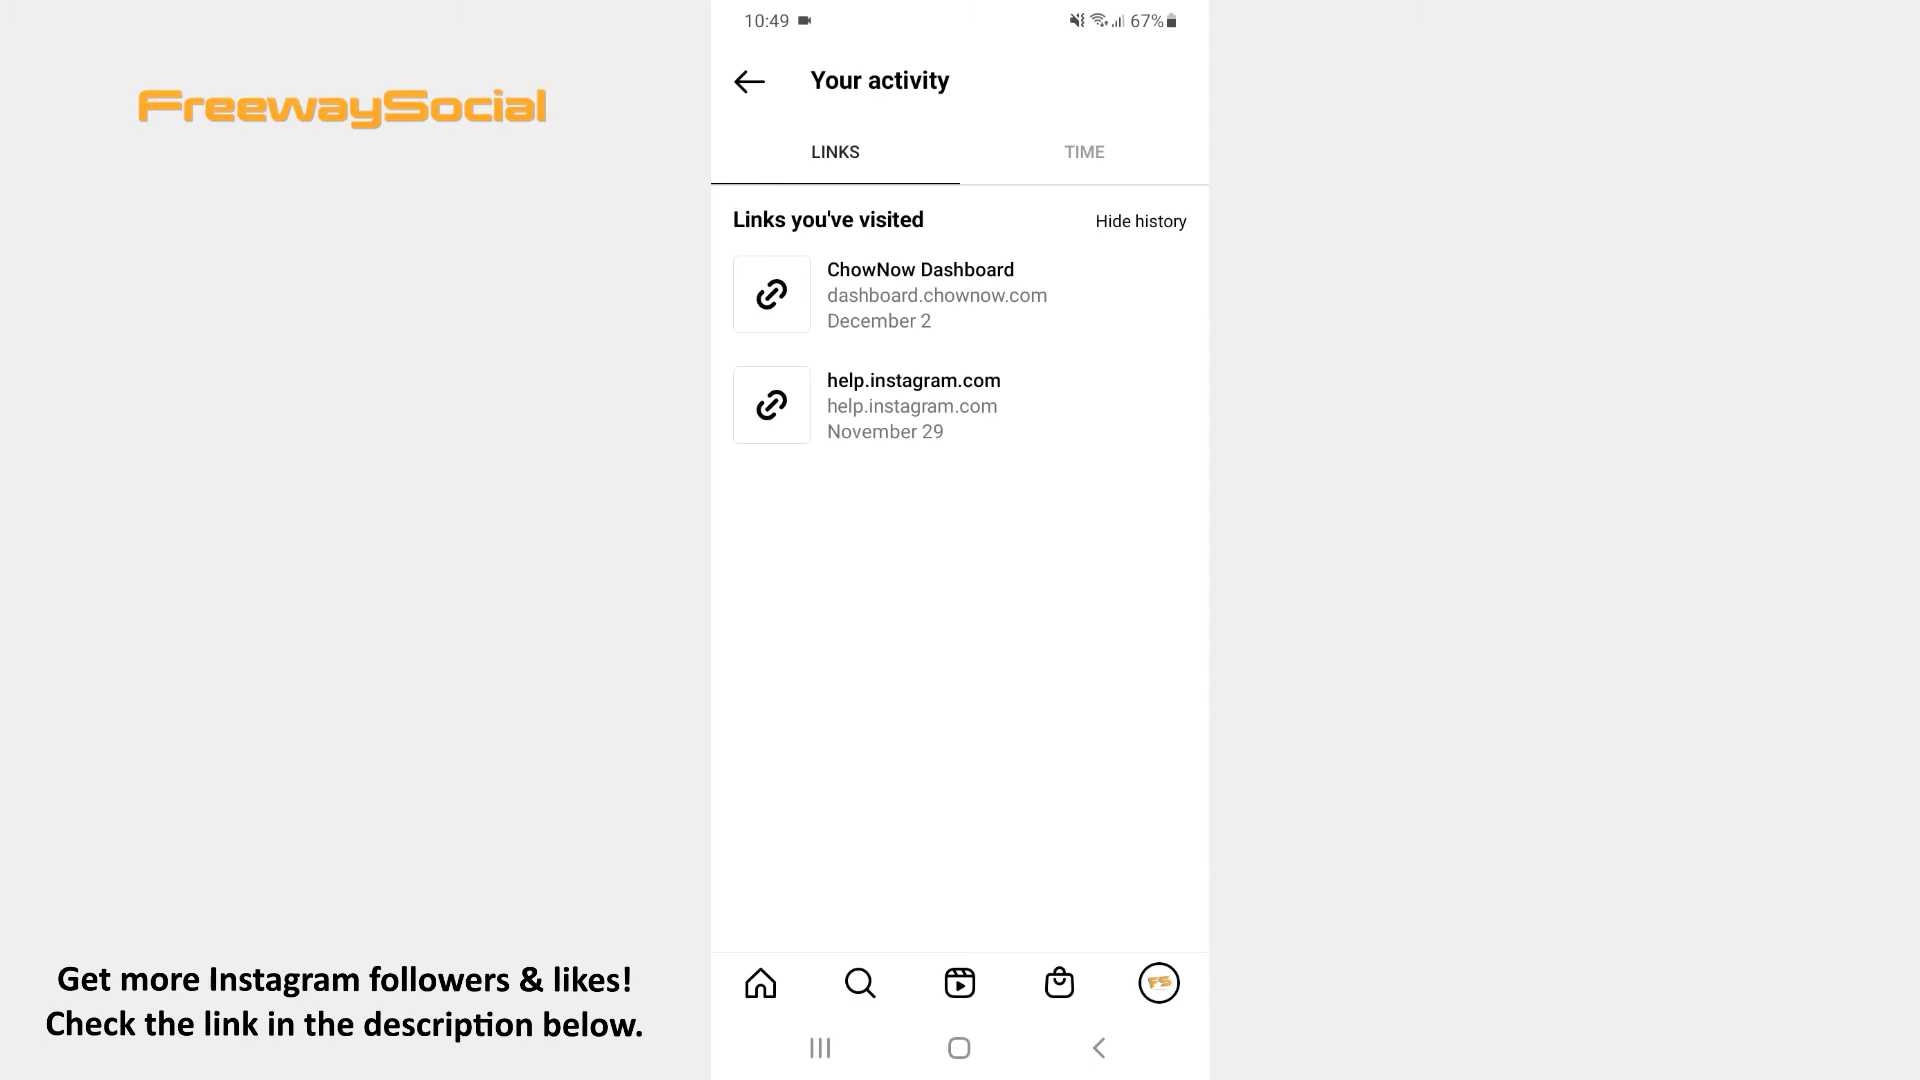 10:49
67%
FreewaySocial
Your activity
LINKS
TIME
Links you've visited
Hide history
ChowNow Dashboard
dashboard.chownow.com
December 2
help.instagram.com
help.instagram.com
November 29
FS
Get more Instagram followers & likes!
Check the link in the description below.